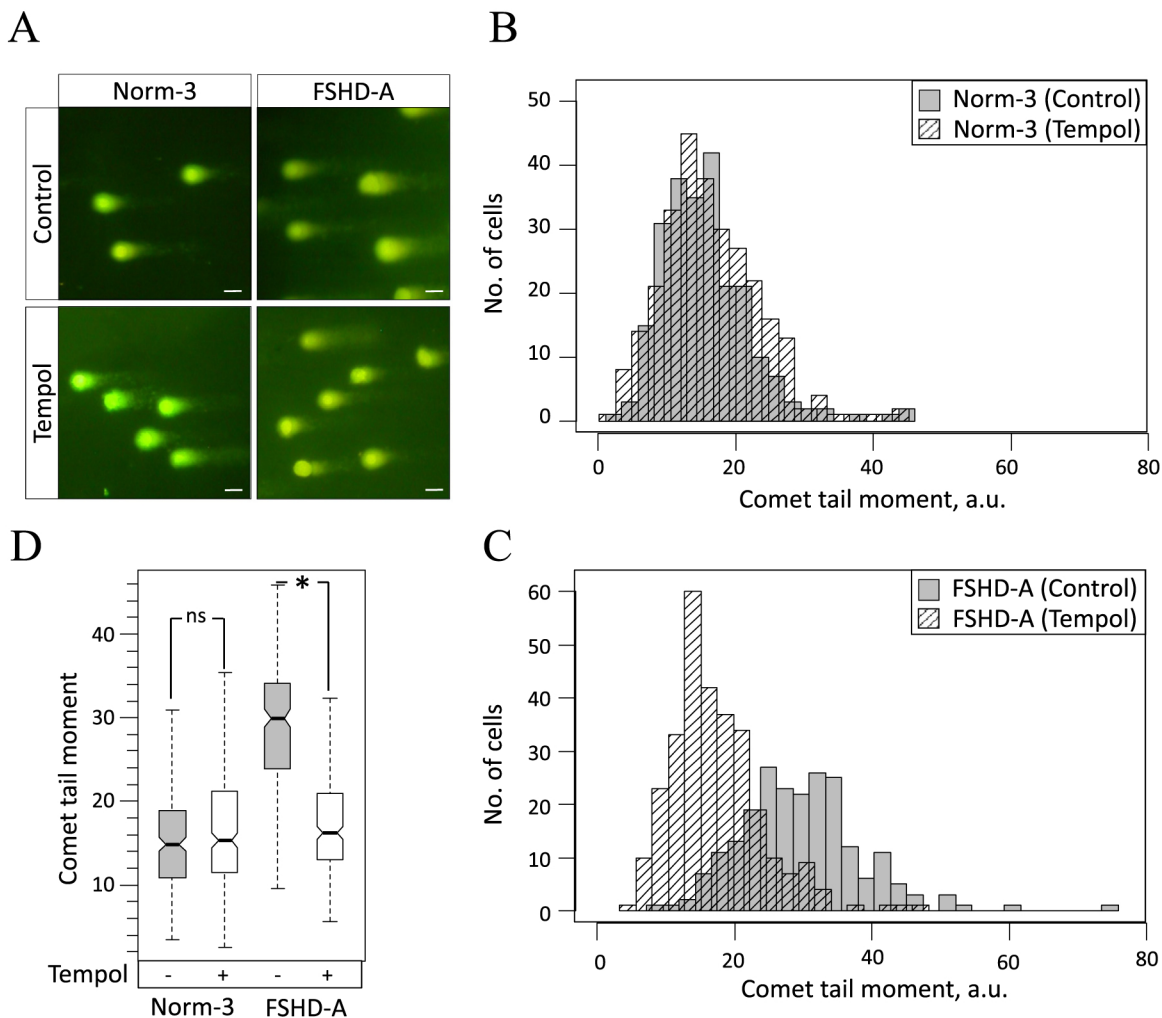 A
Norm-3 FSHD-A
Control
Tempol
B
50
40
30
20
10
0
No. of cells
Norm-3 (Control)
Norm-3 (Tempol)
0 20 40 60 80
Comet tail moment, a.u.
D
40
30
20
10
Comet tail moment
ns
*
Tempol - + - +
Norm-3 FSHD-A
C
60
50
40
30
20
10
0
No. of cells
FSHD-A (Control)
FSHD-A (Tempol)
0 20 40 60 80
Comet tail moment, a.u.